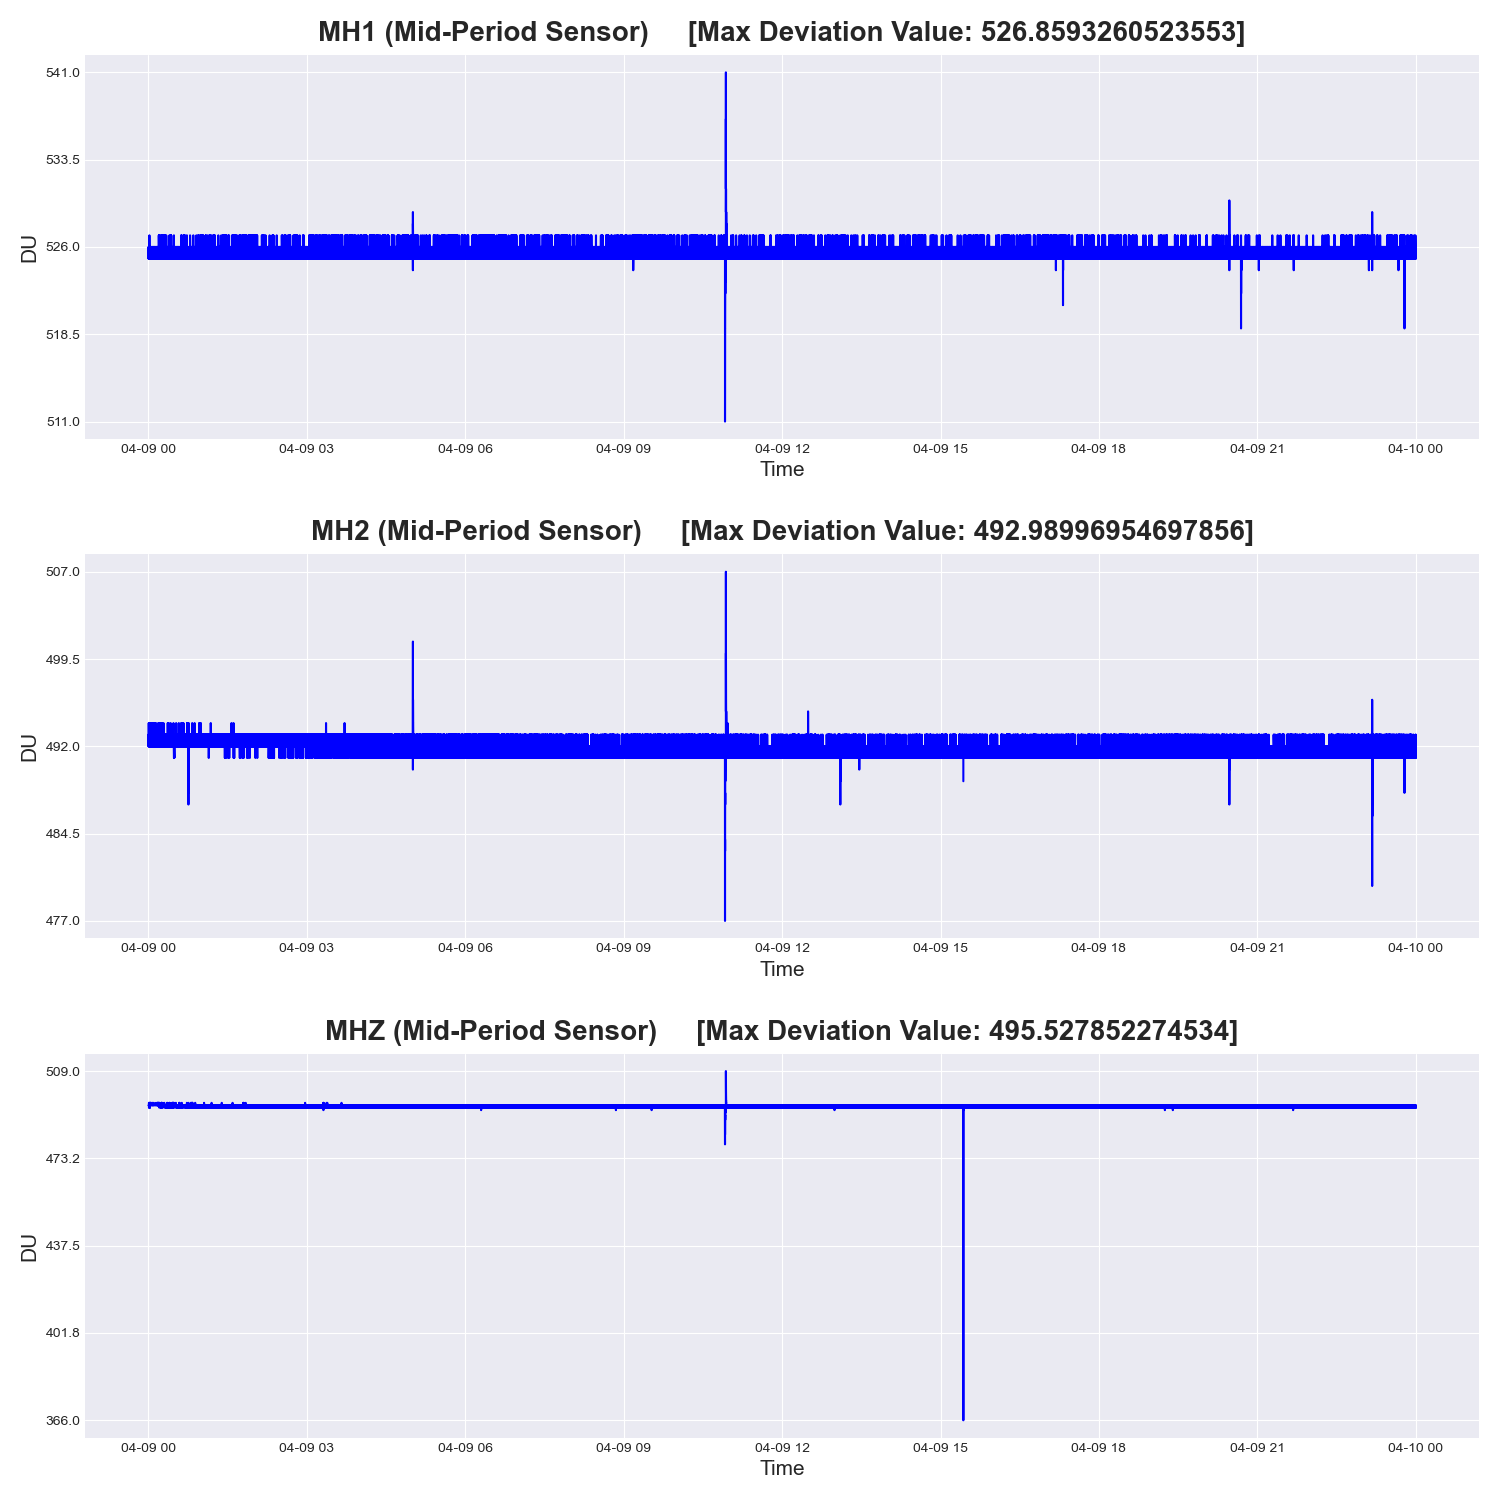 MH1 (Mid-Period Sensor) [Max Deviation Value: 526.8593260523553]
541.0
533.5
526.0
518.5
511.0
DU
04-09 00 04-09 03 04-09 06 04-09 09 04-09 12 04-09 15 04-09 18 04-09 21 04-10 00
Time
MH2 (Mid-Period Sensor) [Max Deviation Value: 492.98996954697856]
507.0
499.5
492.0
484.5
477.0
DU
04-09 00 04-09 03 04-09 06 04-09 09 04-09 12 04-09 15 04-09 18 04-09 21 04-10 00
Time
MHZ (Mid-Period Sensor) [Max Deviation Value: 495.527852274534]
509.0
473.2
437.5
401.8
366.0
DU
04-09 00 04-09 03 04-09 06 04-09 09 04-09 12 04-09 15 04-09 18 04-09 21 04-10 00
Time